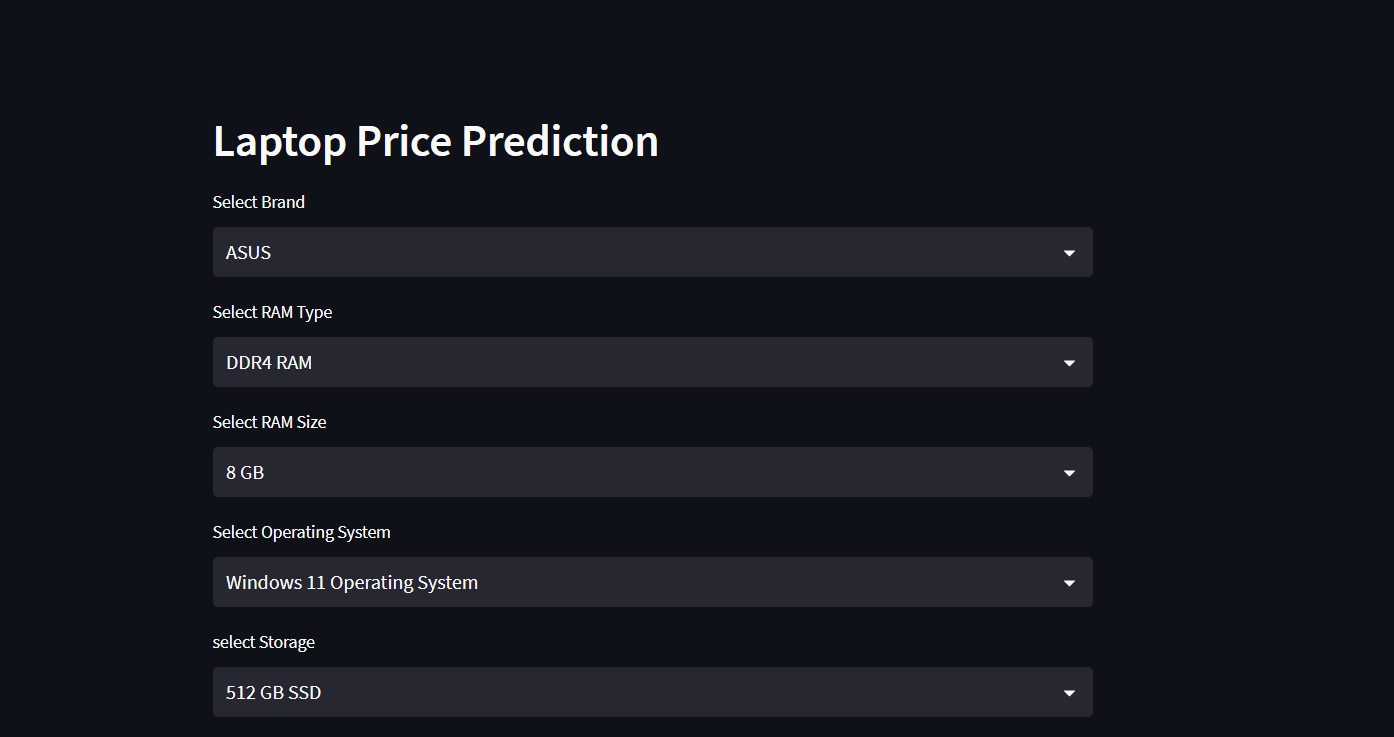 Laptop Price Prediction
Select Brand
ASUS
Select RAM Type
DDR4 RAM
Select RAM Size
8 GB
Select Operating System
Windows 11 Operating System
select Storage
512 GB SSD